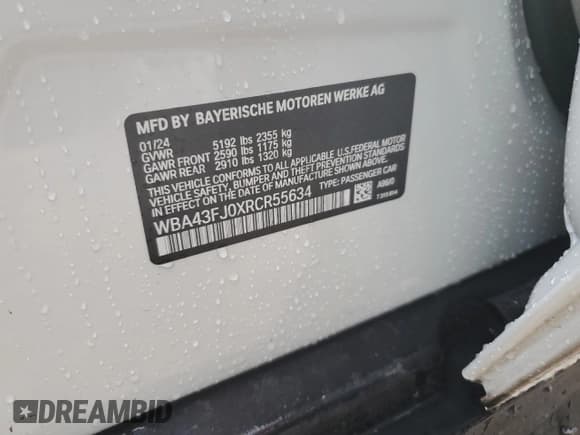 MFD BY BAYERISCHE MOTOREN WERKE AG
01/24 5192 lbs 2355 kg
GVWR
GAWR FRONT 2590 lbs 1175 kg
GAWR REAR 2910 lbs 1320 kg
THIS VEHICLE CONFORMS TO ALL APPLICABLE U.S. FEDERAL MOTOR
VEHICLE SAFETY, BUMPER, AND THEFT PREVENTION STANDARDS
IN EFFECT ON THE DATE OF MANUFACTURE SHOWN ABOVE.
WBA43FJ0XRCR55634 TYPE: PASSENGER CAR
DREAMBID